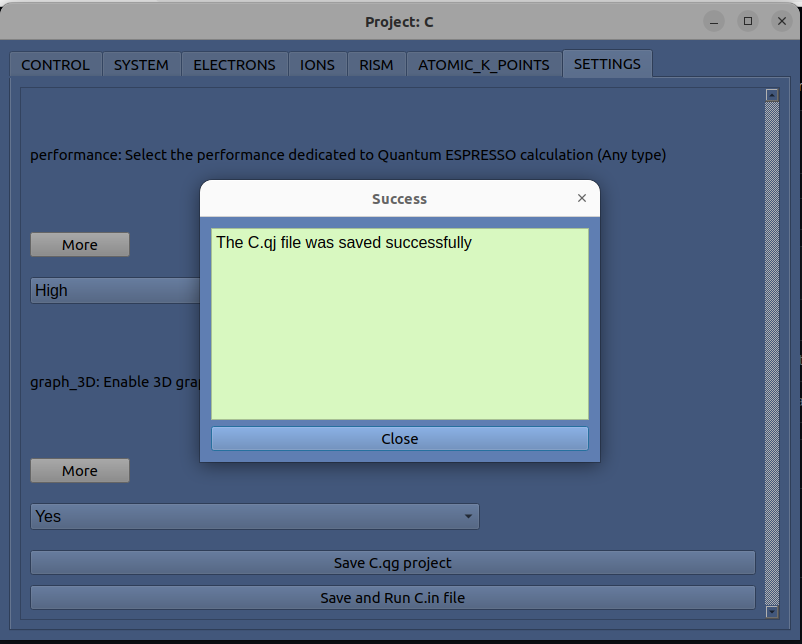 Project: C
CONTROL SYSTEM ELECTRONS IONS RISM ATOMIC_K_POINTS SETTINGS
performance: Select the performance dedicated to Quantum ESPRESSO calculation (Any type)
Success
The C.qj file was saved successfully
More
High
graph_3D: Enable 3D
Close
More
Yes
Save C.qg project
Save and Run C.in file